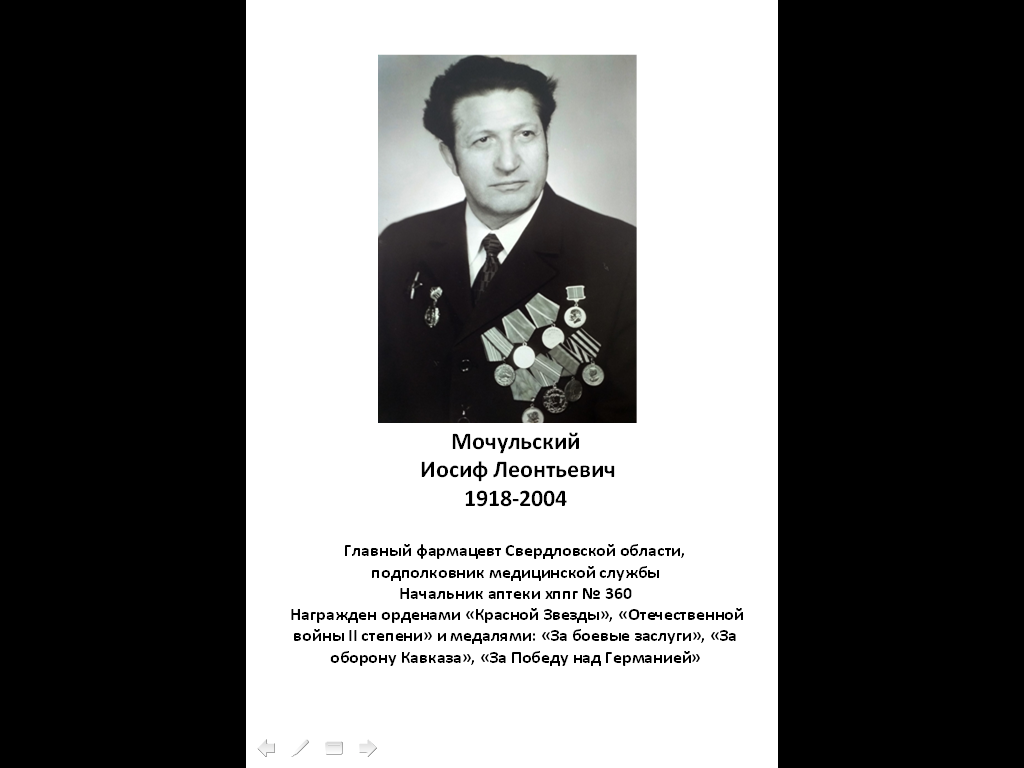 Мочульский
Иосиф Леонтьевич
1918-2004
Главный фармацевт Свердловской области,
подполковник медицинской службы
Начальник аптеки хппг № 360
Награжден орденами «Красной Звезды», «Отечественной
войны II степени» и медалями: «За боевые заслуги», «За
оборону Кавказа», «За Победу над Германией»